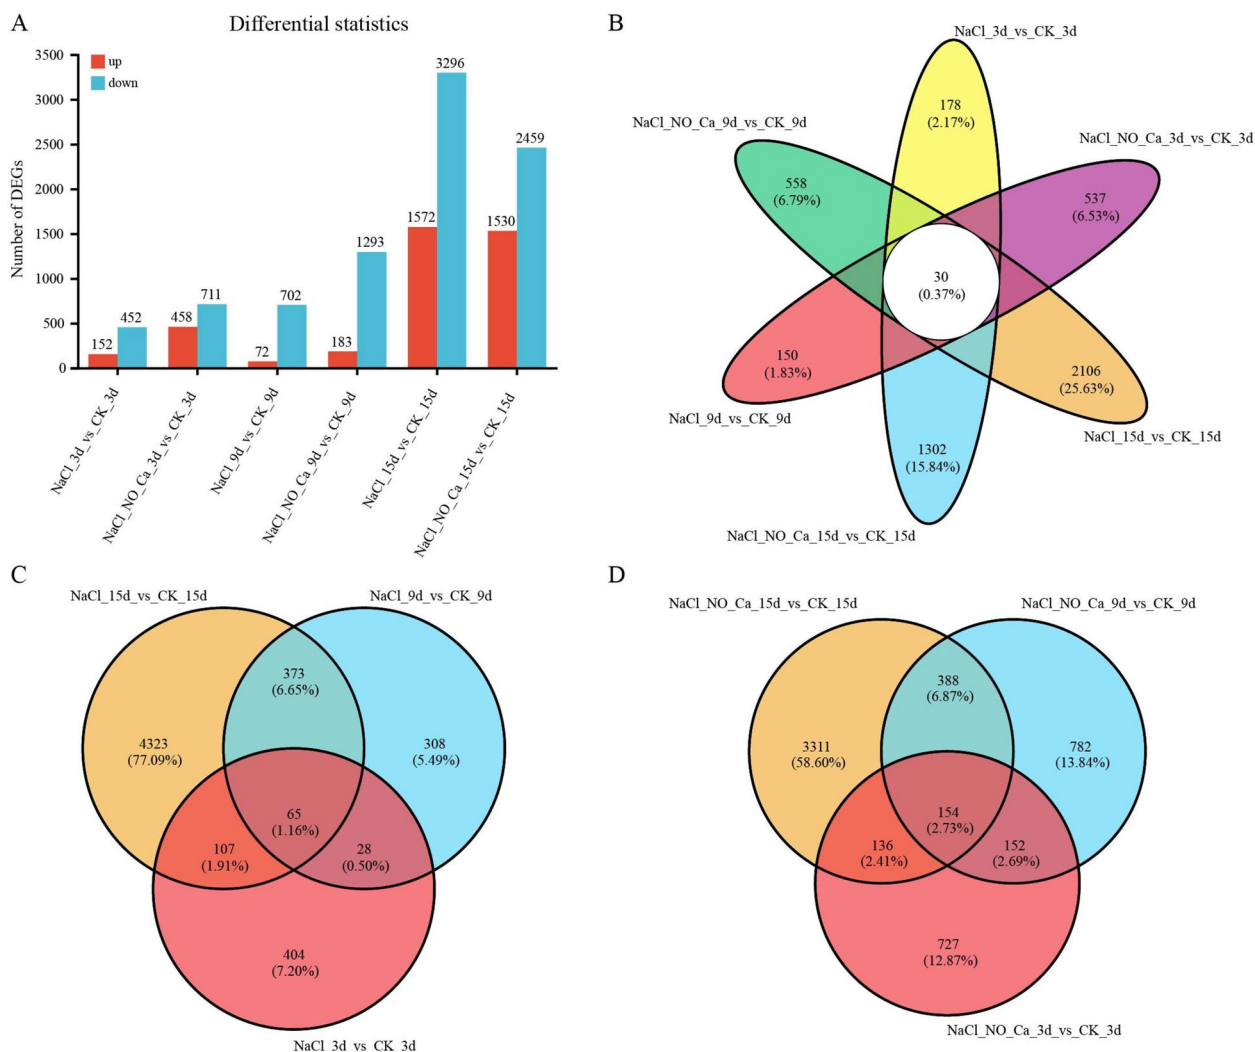 A
Differential statistics
up
down
Number of DEGs
3500
3000
2500
2000
1500
1000
500
0
152
452
458
711
72
702
183
1293
1572
3296
1530
2459
NaCl_3d_vs_CK_3d
NaCl_NO_Ca_3d_vs_CK_3d
NaCl_9d_vs_CK_9d
NaCl_NO_Ca_9d_vs_CK_9d
NaCl_15d_vs_CK_15d
NaCl_NO_Ca_15d_vs_CK_15d
B
NaCl_3d_vs_CK_3d
178
(2.17%)
NaCl_NO_Ca_9d_vs_CK_9d
558
(6.79%)
NaCl_NO_Ca_3d_vs_CK_3d
537
(6.53%)
30
(0.37%)
150
(1.83%)
NaCl_9d_vs_CK_9d
2106
(25.63%)
NaCl_15d_vs_CK_15d
1302
(15.84%)
NaCl_NO_Ca_15d_vs_CK_15d
C
NaCl_15d_vs_CK_15d
NaCl_9d_vs_CK_9d
373
(6.65%)
4323
(77.09%)
308
(5.49%)
65
(1.16%)
107
(1.91%)
28
(0.50%)
404
(7.20%)
NaCl_3d_vs_CK_3d
D
NaCl_NO_Ca_15d_vs_CK_15d
NaCl_NO_Ca_9d_vs_CK_9d
388
(6.87%)
3311
(58.60%)
782
(13.84%)
154
(2.73%)
136
(2.41%)
152
(2.69%)
727
(12.87%)
NaCl_NO_Ca_3d_vs_CK_3d